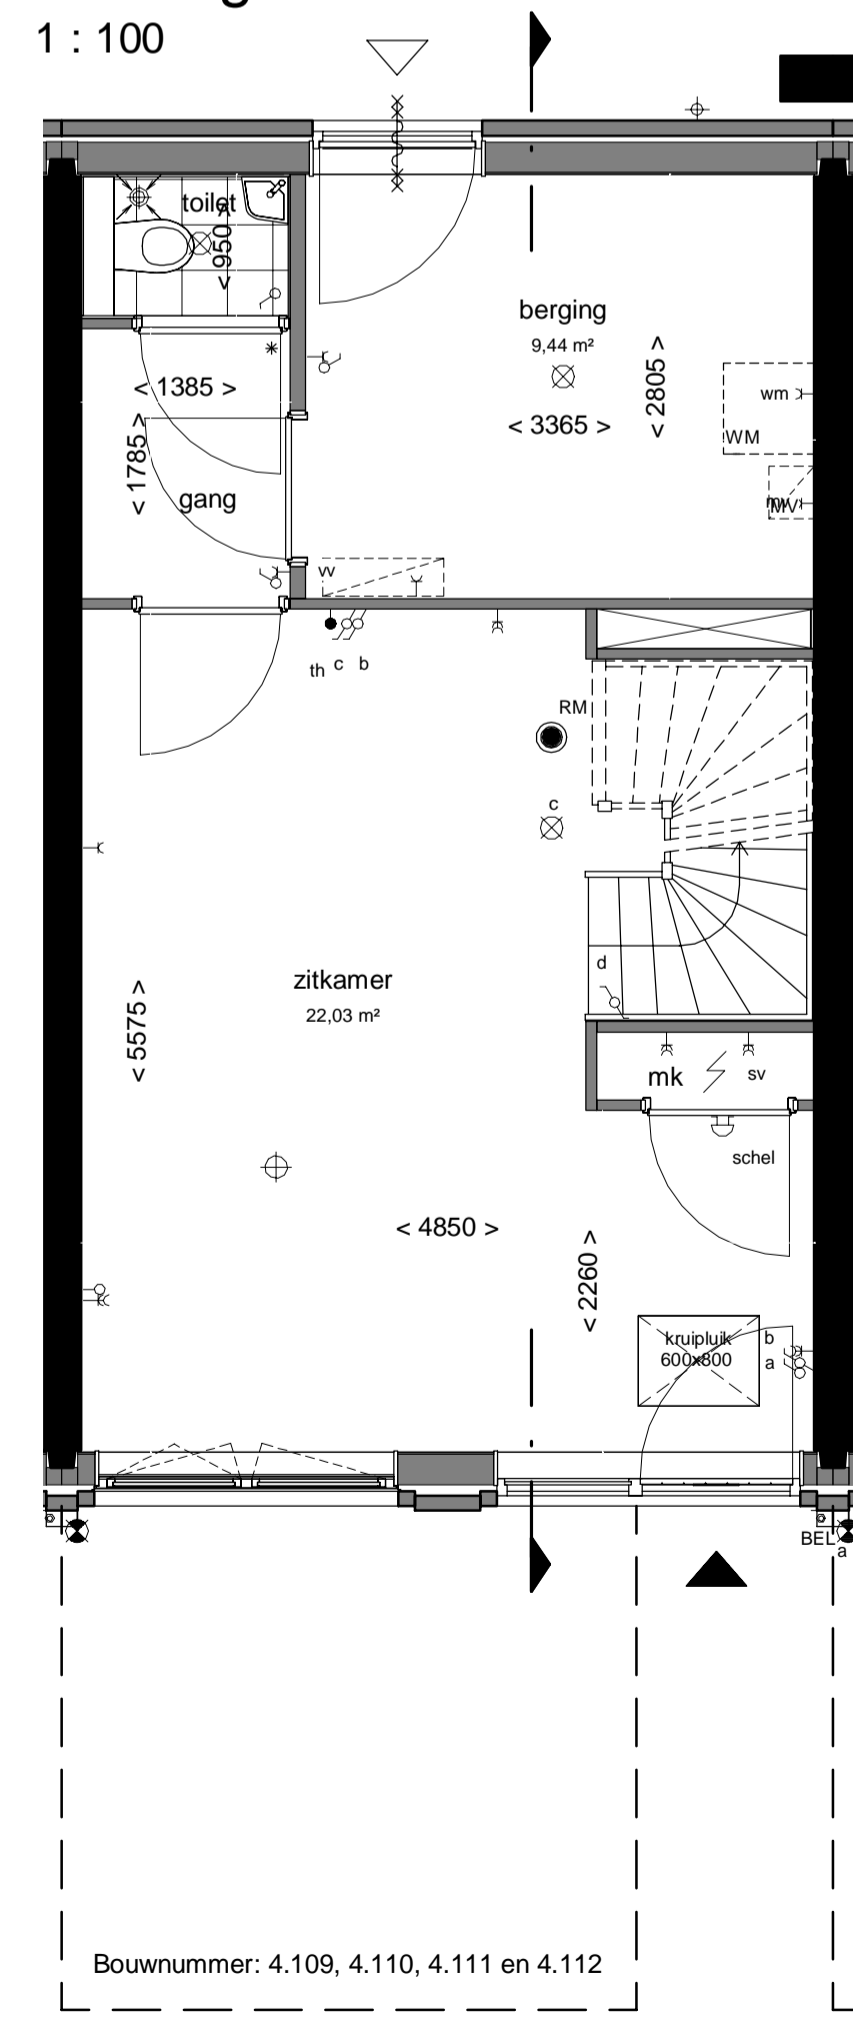 1 : 100
toilet
< 950 >
berging
9,44 m²
< 3365 >
< 2805 >
wm
WM
mv
MV
< 1385 >
< 1785 >
gang
vv
th
c
b
RM
c
zitkamer
22,03 m²
< 5575 >
d
mk
sv
schel
< 4850 >
< 2260 >
kruipluik
600x800
b
a
BEL
a
Bouwnummer: 4.109, 4.110, 4.111 en 4.112